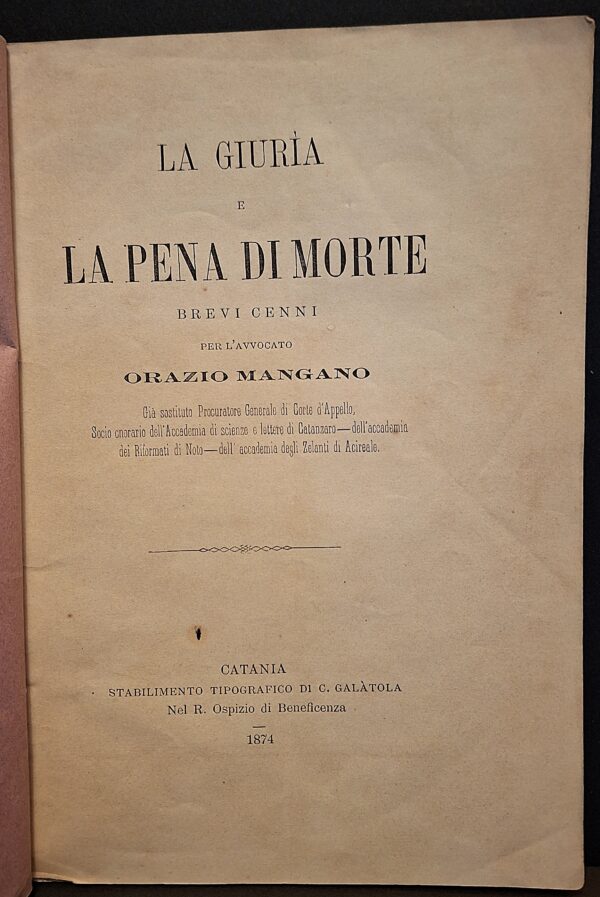 LA GIURÌA
E
LA PENA DI MORTE
BREVI CENNI
PER L'AVVOCATO
ORAZIO MANGANO
Già sostituto Procuratore Generale di Corte d'Appello,
Socio onorario dell'Accademia di scienze e lettere di Catanzaro—dell'accademia
dei Riformati di Noto—dell' accademia degli Zelanti di Acireale.
CATANIA
STABILIMENTO TIPOGRAFICO DI C. GALÀTOLA
Nel R. Ospizio di Beneficenza
1874